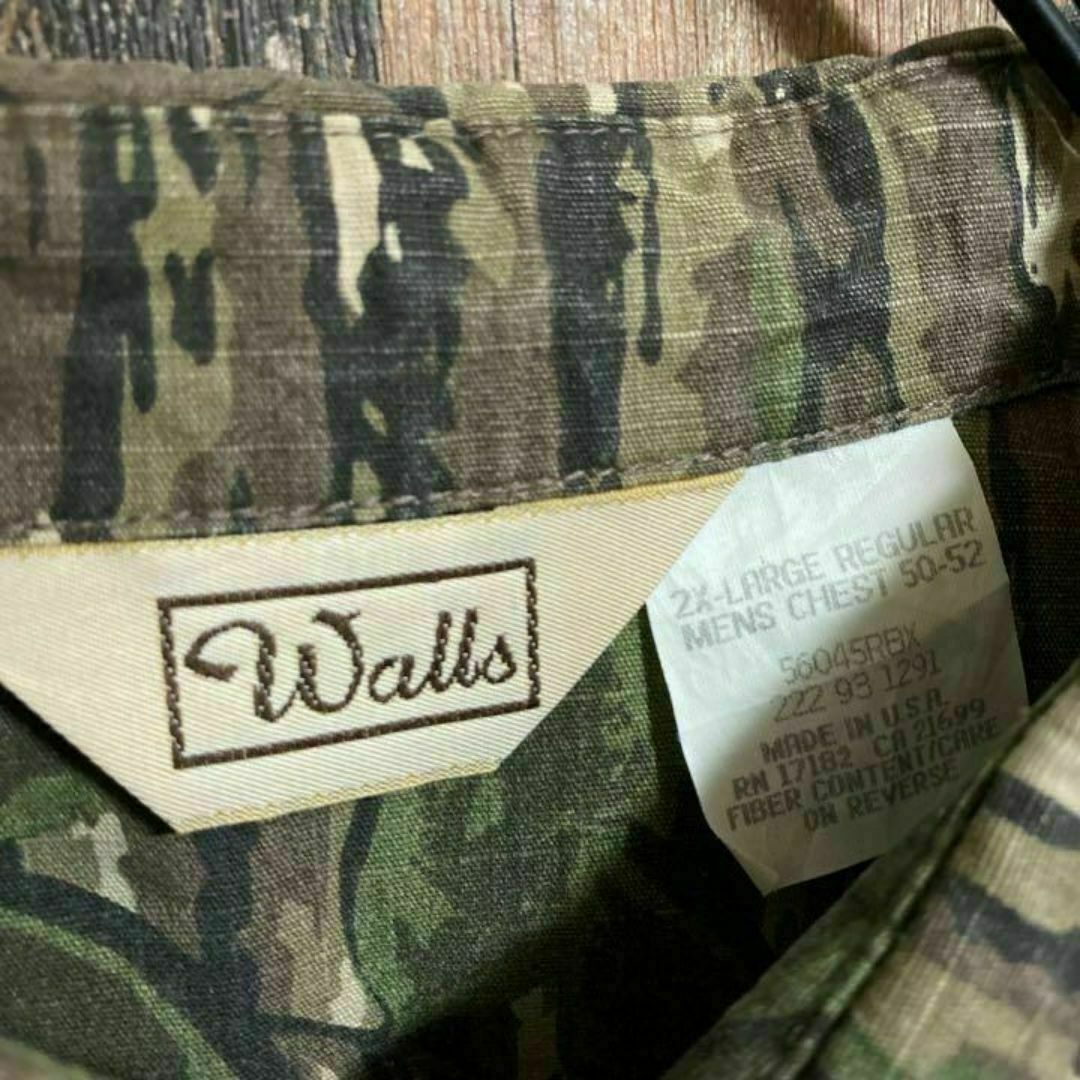 Walls
2X-LARGE REGULAR
MENS CHEST 50-52
56045RBX
222 93 1291
MADE IN U.S.A.
RN 17182 CA 21699
FIBER CONTENT/CARE
ON REVERSE